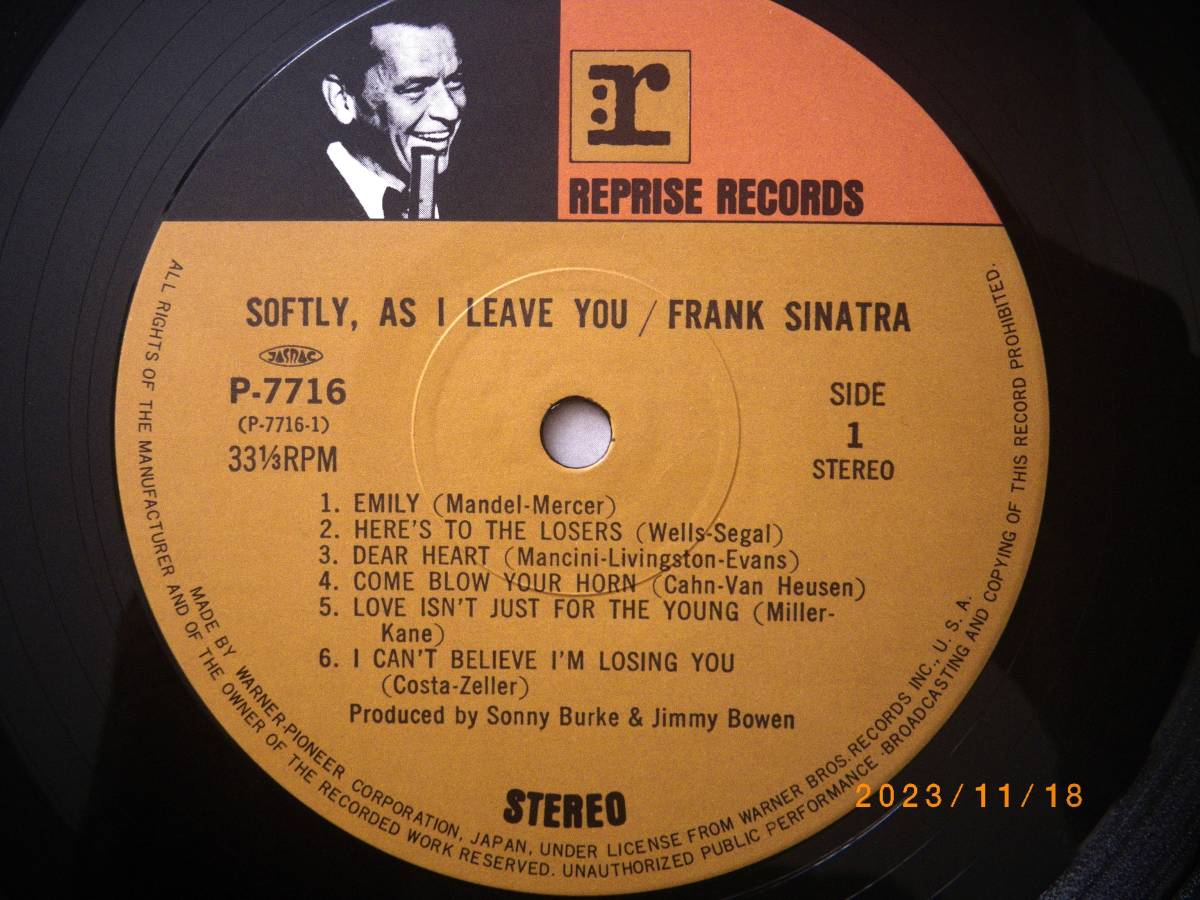 r
REPRISE RECORDS
SOFTLY, AS I LEAVE YOU / FRANK SINATRA
JASRAC
P-7716
(P-7716-1)
33⅓RPM
SIDE
1
STEREO
1. EMILY (Mandel-Mercer)
2. HERE'S TO THE LOSERS (Wells-Segal)
3. DEAR HEART (Mancini-Livingston-Evans)
4. COME BLOW YOUR HORN (Cahn-Van Heusen)
5. LOVE ISN'T JUST FOR THE YOUNG (Miller-
Kane)
6. I CAN'T BELIEVE I'M LOSING YOU
(Costa-Zeller)
Produced by Sonny Burke & Jimmy Bowen
STEREO
MADE BY WARNER-PIONEER CORPORATION, JAPAN, UNDER LICENSE FROM WARNER BROS. RECORDS INC., U. S. A.
ALL RIGHTS OF THE MANUFACTURER AND OF THE OWNER OF THE RECORDED WORK RESERVED. UNAUTHORIZED PUBLIC PERFORMANCE·BROADCASTING AND COPYING OF THIS RECORD PROHIBITED.
2023/11/18